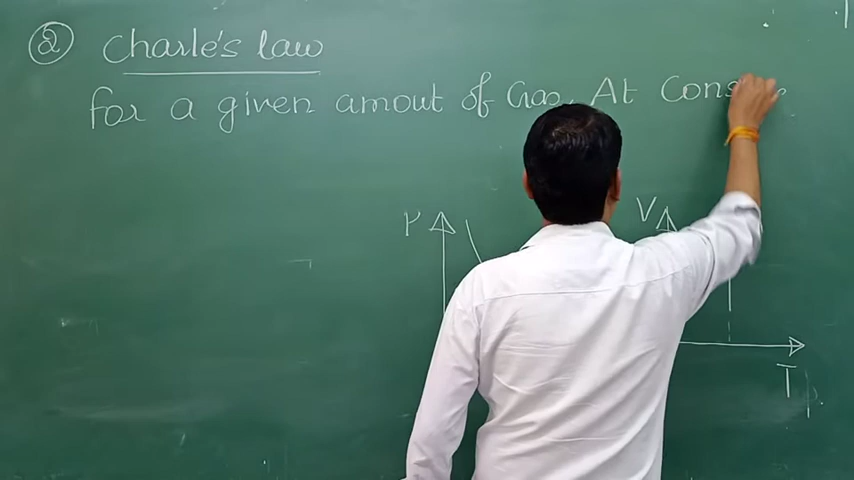 ② Charle's law
for a given amout of Gas At Cons
P
V
T